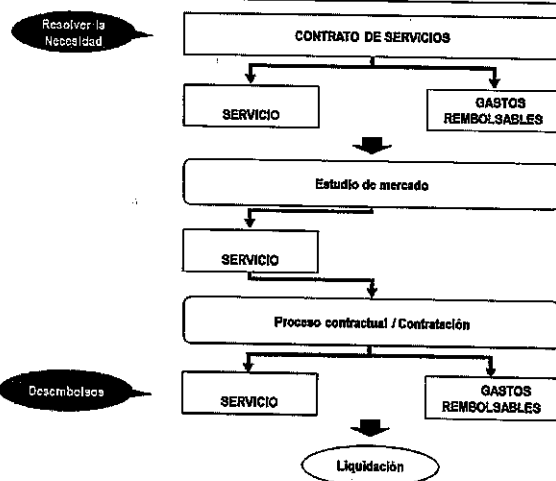 Resolver la
Necesidad
CONTRATO DE SERVICIOS
SERVICIO
GASTOS
REMBOLSABLES
Estudio de mercado
SERVICIO
Proceso contractual / Contratación
Desembolsos
SERVICIO
GASTOS
REMBOLSABLES
Liquidación